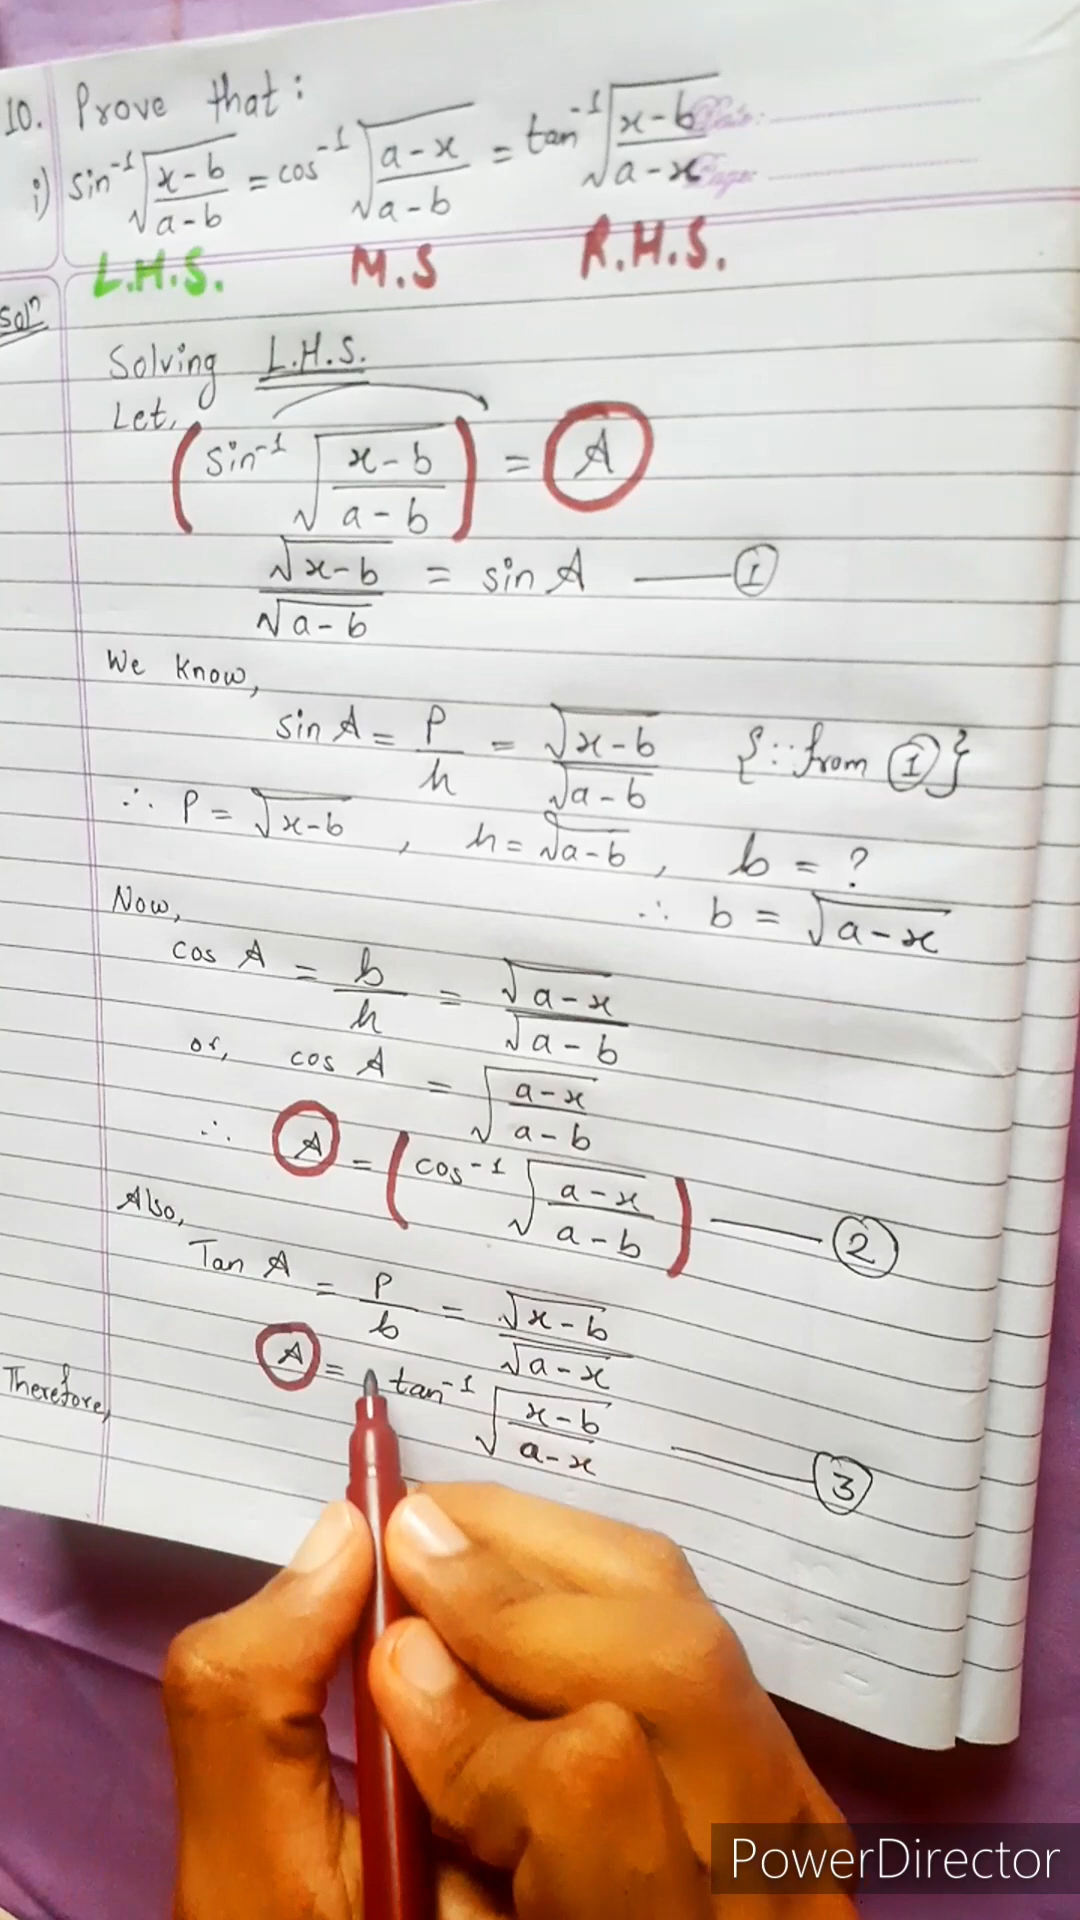 10. Prove that:
i) sin⁻¹√(x-b)/(a-b) = cos⁻¹√(a-x)/(a-b) = tan⁻¹√(x-b)/(a-x)
L.H.S. M.S R.H.S.
Solⁿ
Solving L.H.S.
Let,
(sin⁻¹√(x-b)/(a-b)) = A
√x-b/√a-b = sin A —— ①
We know,
sin A = P/h = √x-b/√a-b {∵ from ①}
∴ P = √x-b , h = √a-b , b = ?
∴ b = √a-x
Now,
cos A = b/h = √a-x/√a-b
or, cos A = √(a-x)/(a-b)
∴ A = (cos⁻¹√(a-x)/(a-b)) —— ②
Also,
Tan A = P/b = √x-b/√a-x
A = tan⁻¹√(x-b)/(a-x) —— ③
Therefore,
PowerDirector